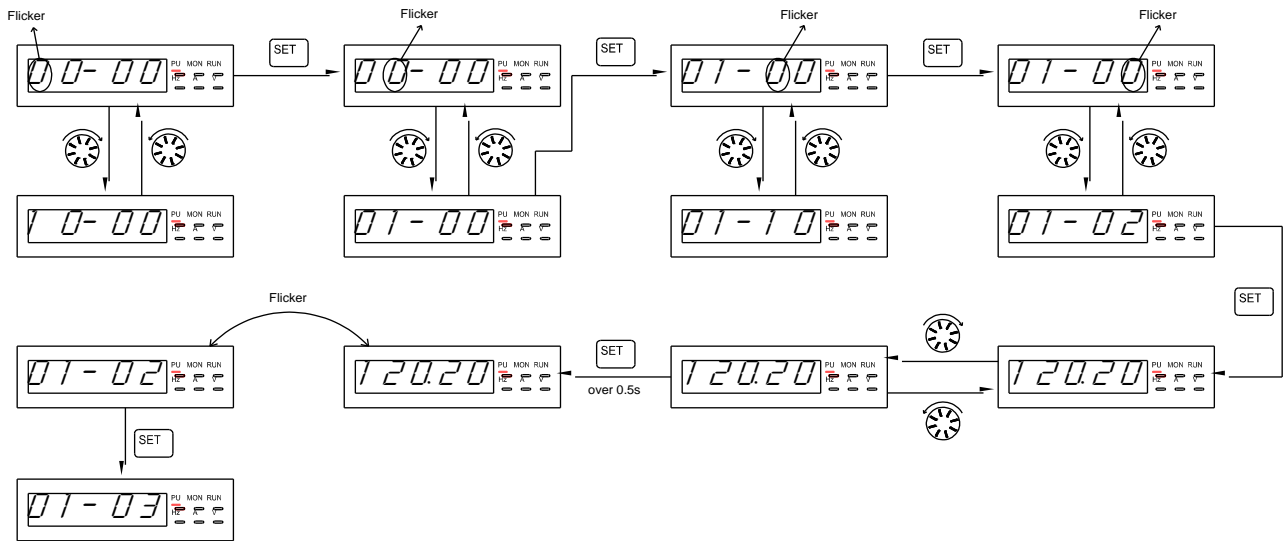 Flicker
Flicker
Flicker
Flicker
SET
SET
SET
00-00
PU MON RUN
Hz A V
00-00
PU MON RUN
Hz A V
01-00
PU MON RUN
Hz A V
01-00
PU MON RUN
Hz A V
10-00
PU MON RUN
Hz A V
01-00
PU MON RUN
Hz A V
01-10
PU MON RUN
Hz A V
01-02
PU MON RUN
Hz A V
SET
Flicker
01-02
PU MON RUN
Hz A V
120.20
PU MON RUN
Hz A V
SET
over 0.5s
120.20
PU MON RUN
Hz A V
120.20
PU MON RUN
Hz A V
SET
01-03
PU MON RUN
Hz A V